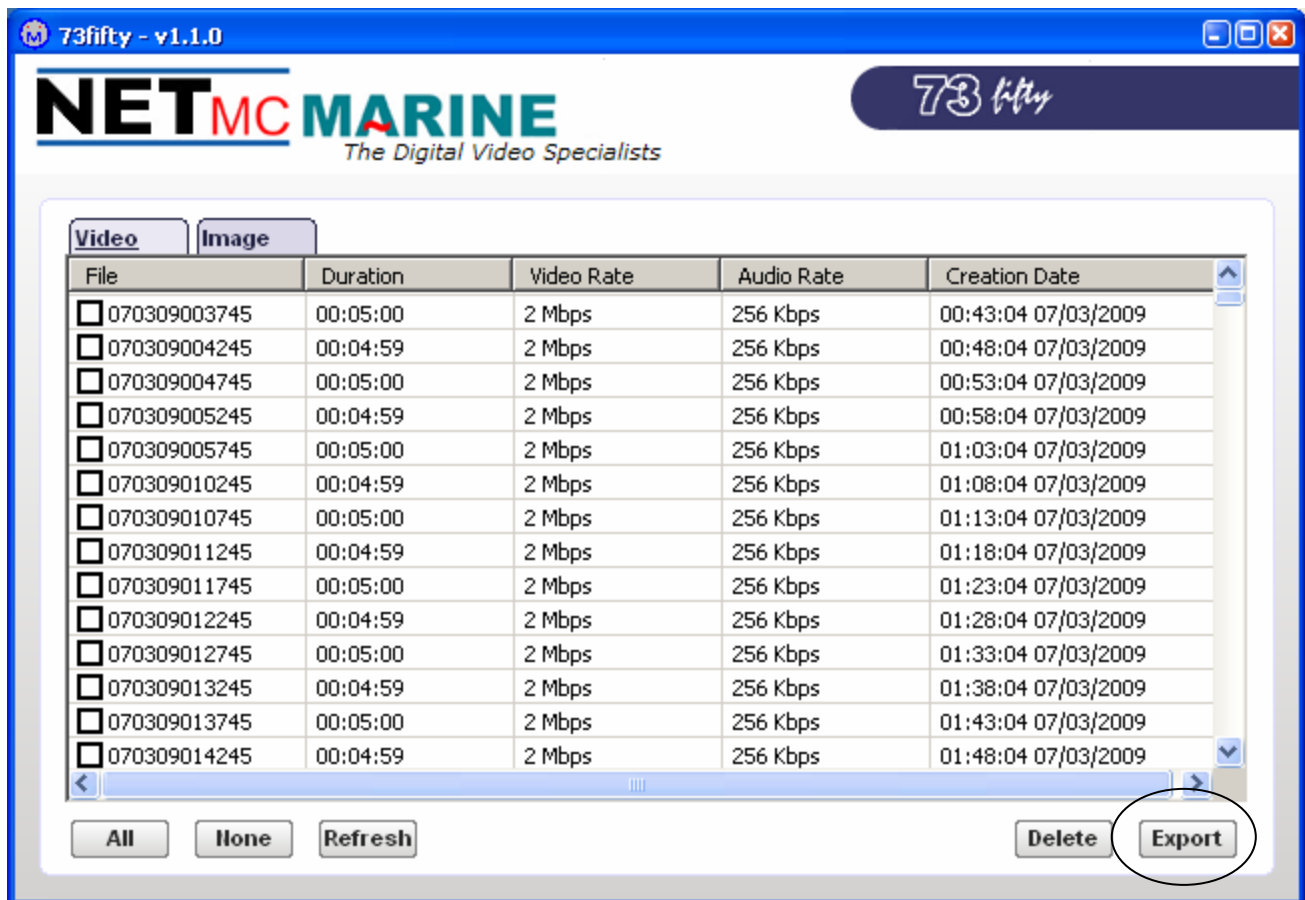 73fifty - v1.1.0
NETMC MARINE
73 fifty
The Digital Video Specialists
Video Image
File Duration Video Rate Audio Rate Creation Date
070309003745 00:05:00 2 Mbps 256 Kbps 00:43:04 07/03/2009
070309004245 00:04:59 2 Mbps 256 Kbps 00:48:04 07/03/2009
070309004745 00:05:00 2 Mbps 256 Kbps 00:53:04 07/03/2009
070309005245 00:04:59 2 Mbps 256 Kbps 00:58:04 07/03/2009
070309005745 00:05:00 2 Mbps 256 Kbps 01:03:04 07/03/2009
070309010245 00:04:59 2 Mbps 256 Kbps 01:08:04 07/03/2009
070309010745 00:05:00 2 Mbps 256 Kbps 01:13:04 07/03/2009
070309011245 00:04:59 2 Mbps 256 Kbps 01:18:04 07/03/2009
070309011745 00:05:00 2 Mbps 256 Kbps 01:23:04 07/03/2009
070309012245 00:04:59 2 Mbps 256 Kbps 01:28:04 07/03/2009
070309012745 00:05:00 2 Mbps 256 Kbps 01:33:04 07/03/2009
070309013245 00:04:59 2 Mbps 256 Kbps 01:38:04 07/03/2009
070309013745 00:05:00 2 Mbps 256 Kbps 01:43:04 07/03/2009
070309014245 00:04:59 2 Mbps 256 Kbps 01:48:04 07/03/2009
All None Refresh Delete Export